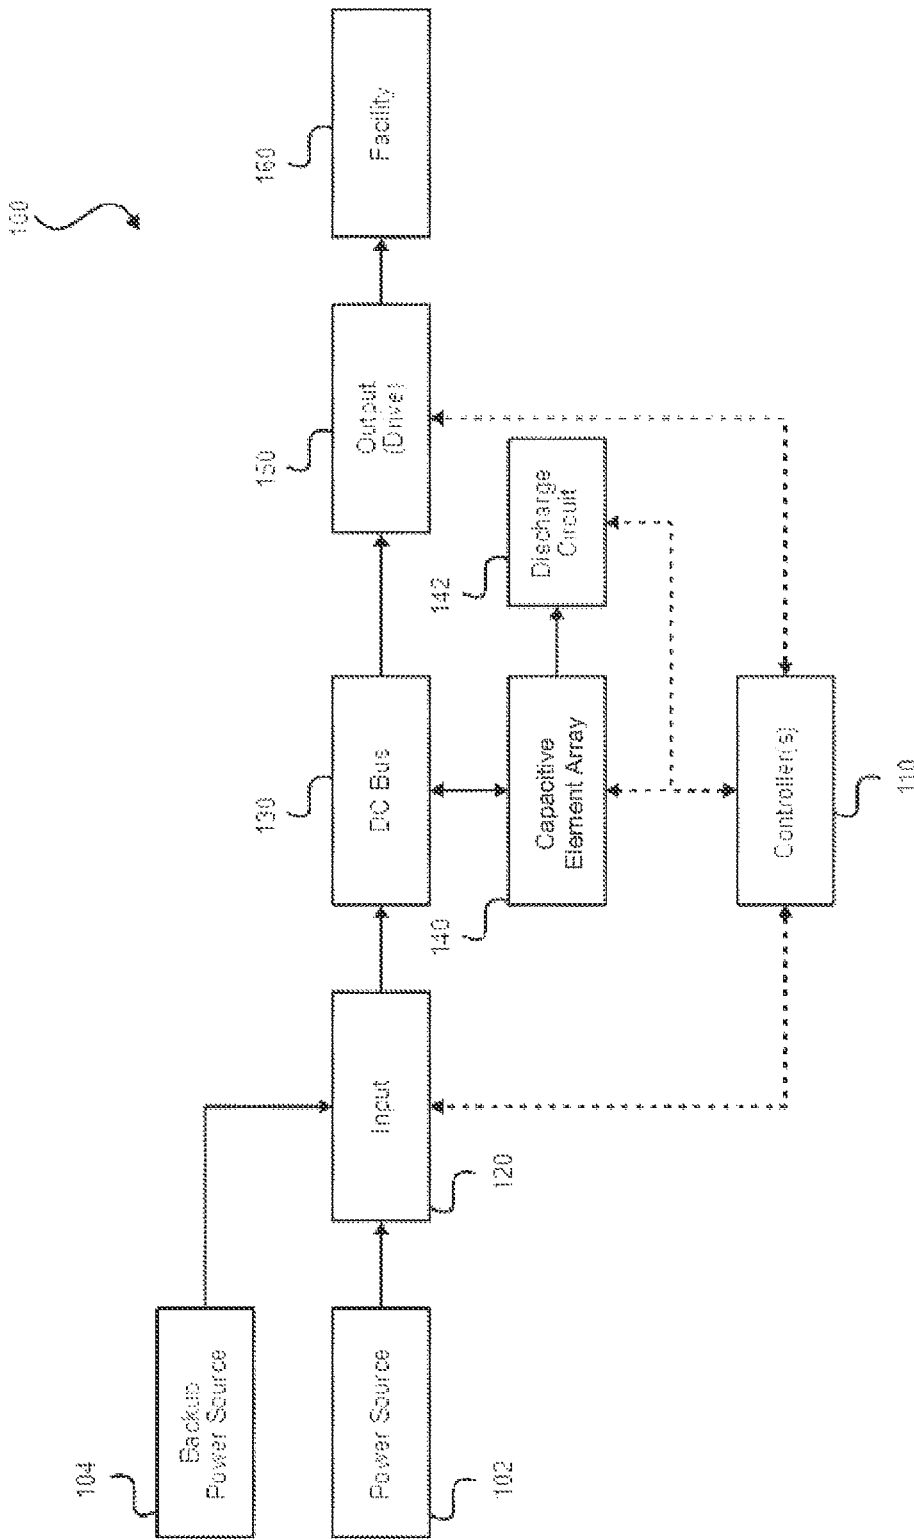 100
104
Backup
Power Source
Power Source
102
Input
120
130
DC Bus
150
Output
(Drive)
160
Facility
140
Capacitive
Element Array
142
Discharge
Circuit
Controller(s)
110